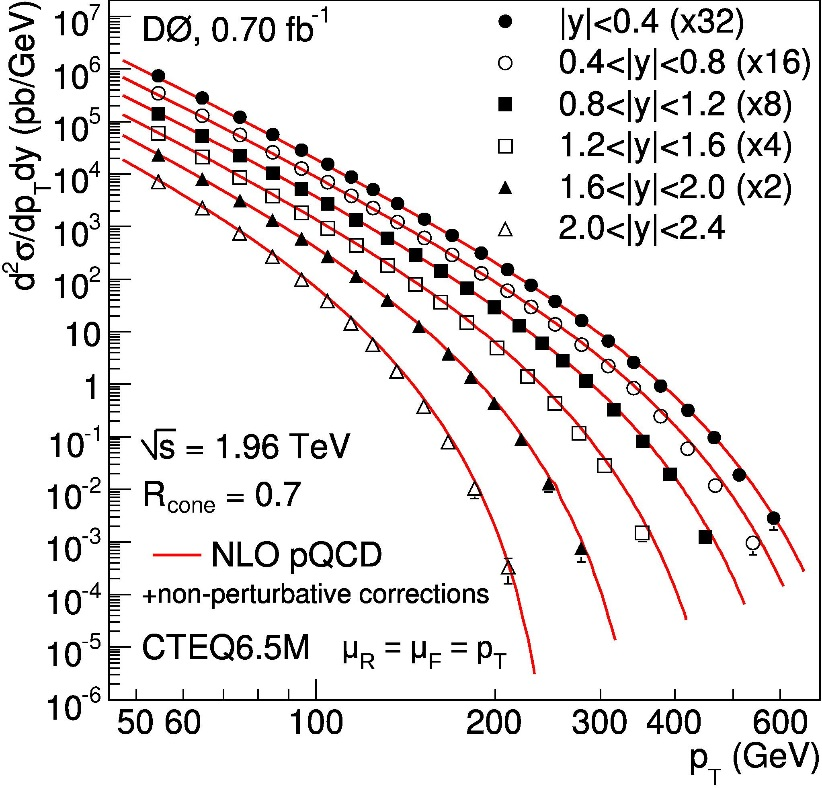 10⁷
10⁶
10⁵
10⁴
10³
10²
10
1
10⁻¹
10⁻²
10⁻³
10⁻⁴
10⁻⁵
10⁻⁶
d²σ/dp_T dy (pb/GeV)
DØ, 0.70 fb⁻¹
|y|<0.4 (x32)
0.4<|y|<0.8 (x16)
0.8<|y|<1.2 (x8)
1.2<|y|<1.6 (x4)
1.6<|y|<2.0 (x2)
2.0<|y|<2.4
√s = 1.96 TeV
R_cone = 0.7
NLO pQCD
+non-perturbative corrections
CTEQ6.5M μ_R = μ_F = p_T
50 60 100 200 300 400 600
p_T (GeV)